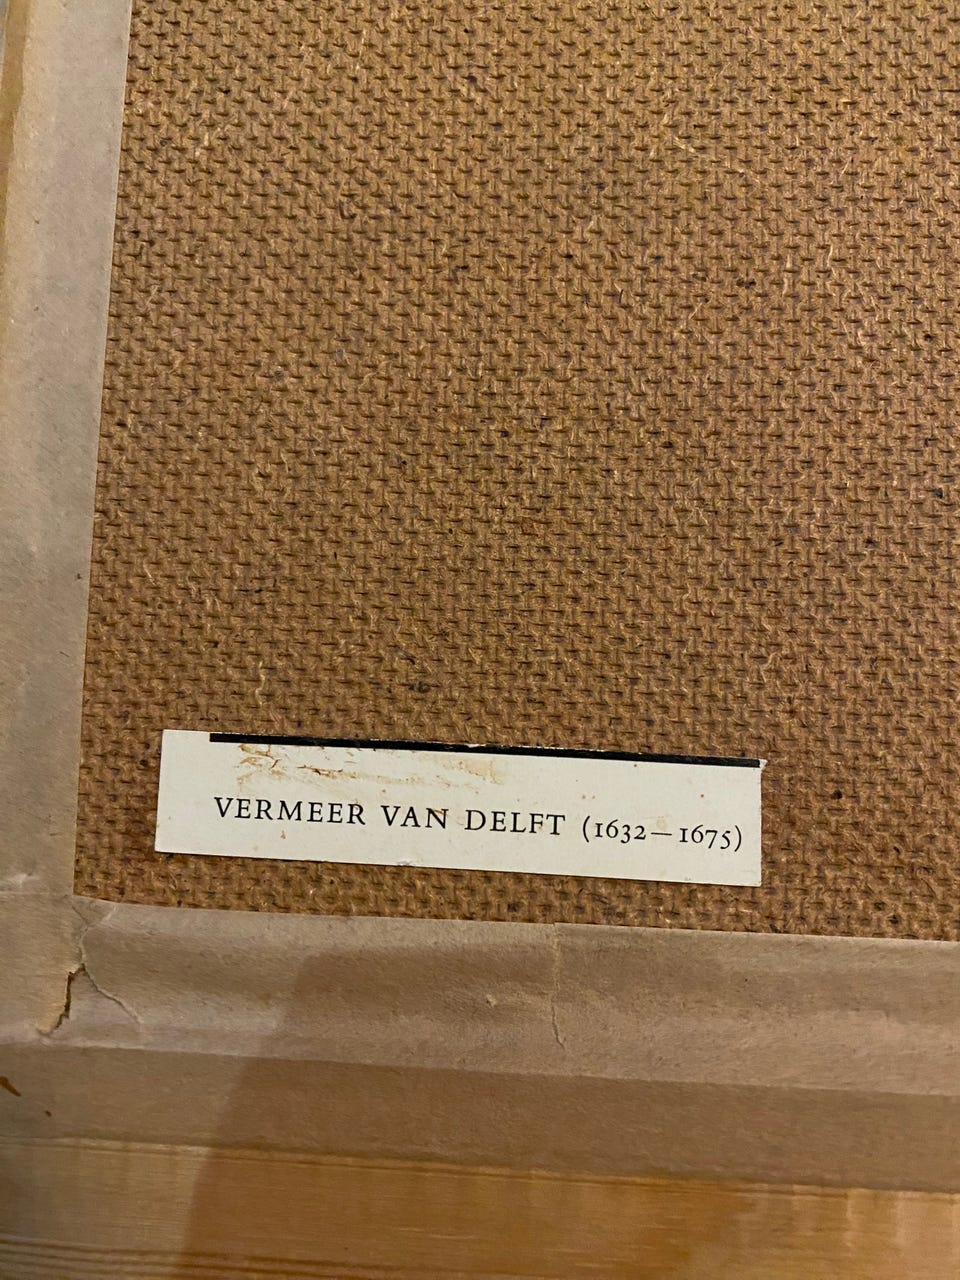 VERMEER VAN DELFT (1632—1675)